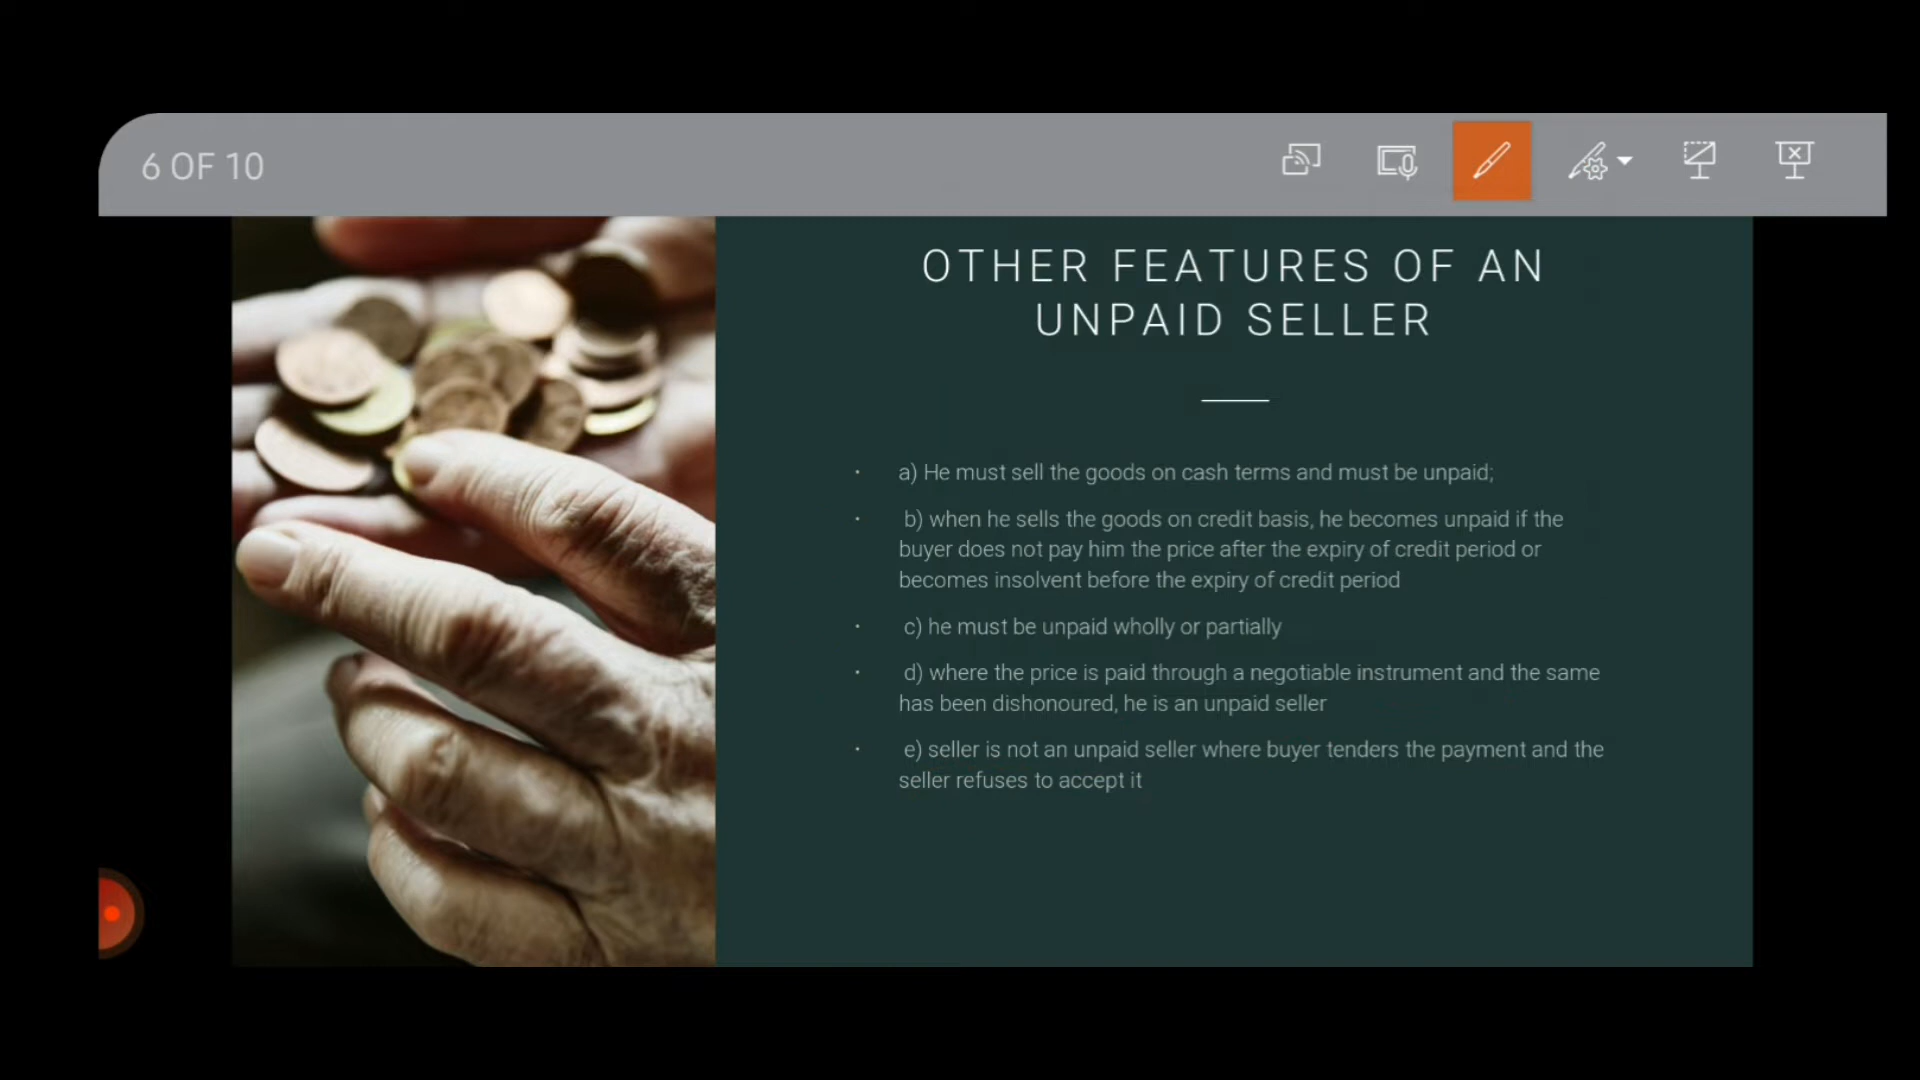 6 OF 10
OTHER FEATURES OF AN
UNPAID SELLER
• a) He must sell the goods on cash terms and must be unpaid;
• b) when he sells the goods on credit basis, he becomes unpaid if the
buyer does not pay him the price after the expiry of credit period or
becomes insolvent before the expiry of credit period
• c) he must be unpaid wholly or partially
• d) where the price is paid through a negotiable instrument and the same
has been dishonoured, he is an unpaid seller
• e) seller is not an unpaid seller where buyer tenders the payment and the
seller refuses to accept it